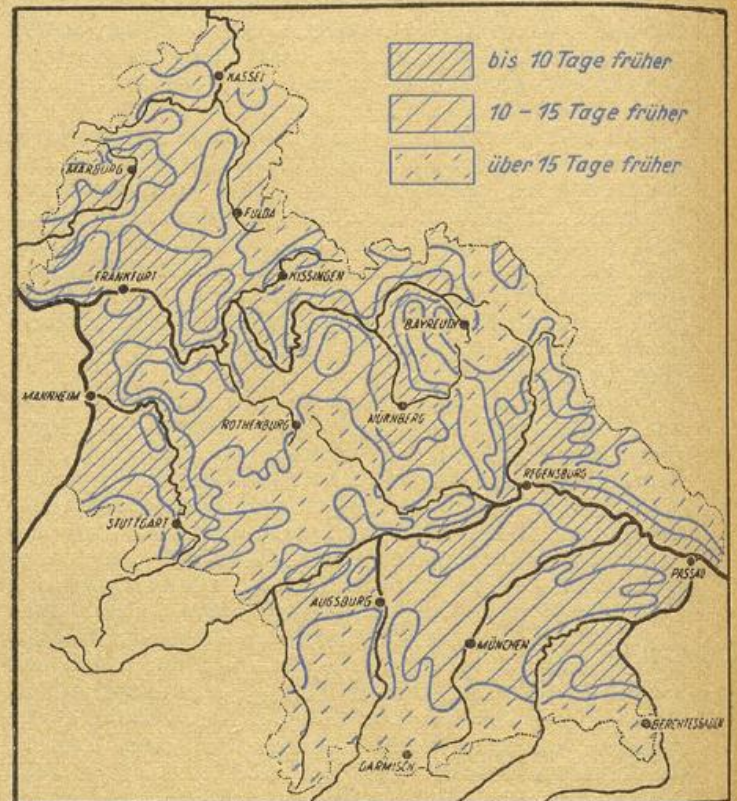 bis 10 Tage früher
10 – 15 Tage früher
über 15 Tage früher
KASSEL
MARBURG
FULDA
FRANKFURT
KISSINGEN
BAYREUTH
MANNHEIM
NÜRNBERG
ROTHENBURG
REGENSBURG
STUTTGART
PASSAU
AUGSBURG
MÜNCHEN
BERCHTESGADEN
GARMISCH